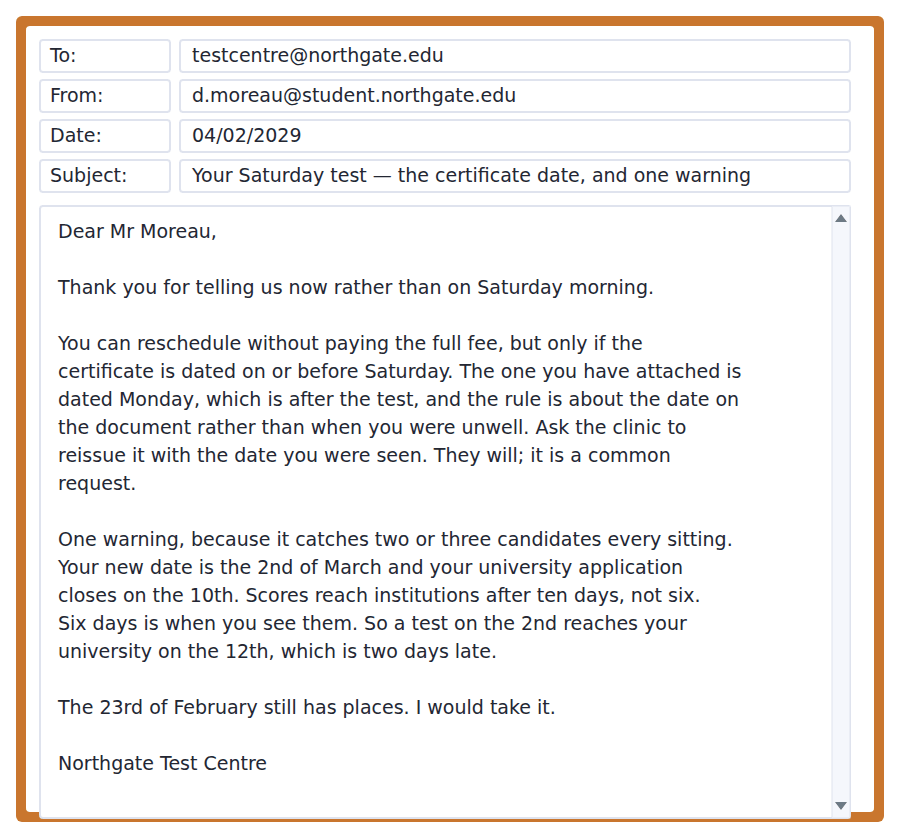 To:
testcentre@northgate.edu
From:
d.moreau@student.northgate.edu
Date:
04/02/2029
Subject:
Your Saturday test — the certificate date, and one warning
Dear Mr Moreau,
Thank you for telling us now rather than on Saturday morning.
You can reschedule without paying the full fee, but only if the
certificate is dated on or before Saturday. The one you have attached is
dated Monday, which is after the test, and the rule is about the date on
the document rather than when you were unwell. Ask the clinic to
reissue it with the date you were seen. They will; it is a common
request.
One warning, because it catches two or three candidates every sitting.
Your new date is the 2nd of March and your university application
closes on the 10th. Scores reach institutions after ten days, not six.
Six days is when you see them. So a test on the 2nd reaches your
university on the 12th, which is two days late.
The 23rd of February still has places. I would take it.
Northgate Test Centre